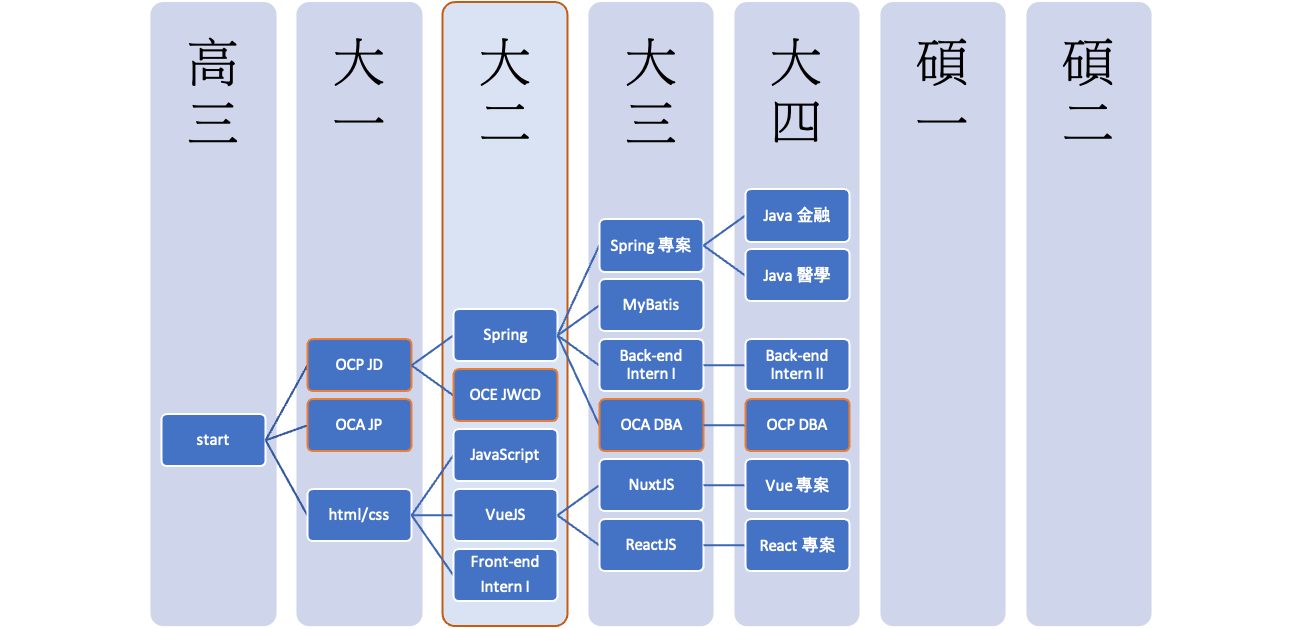 高三
大一
大二
大三
大四
碩一
碩二
start
OCP JD
OCA JP
html/css
Spring
OCE JWCD
JavaScript
VueJS
Front-end
Intern I
Spring 專案
MyBatis
Back-end
Intern I
OCA DBA
NuxtJS
ReactJS
Java 金融
Java 醫學
Back-end
Intern II
OCP DBA
Vue 專案
React 專案